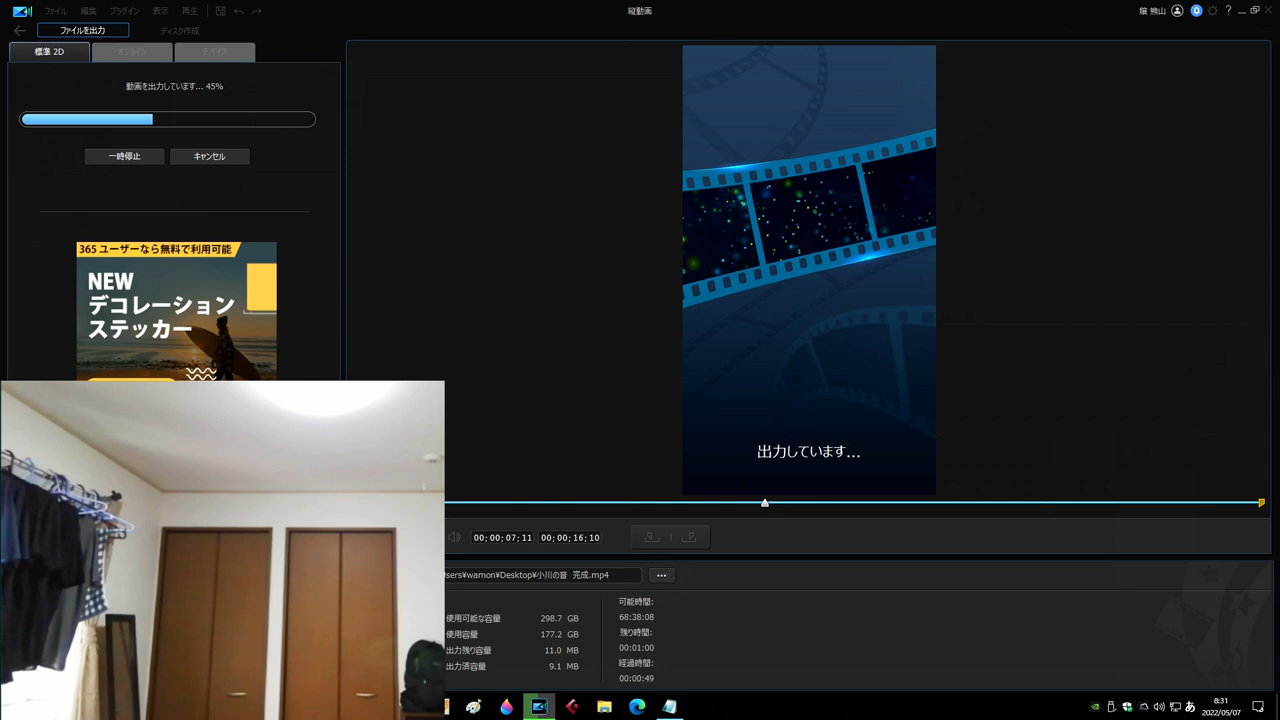 ファイル 編集 プラグイン 表示 再生
縦動画
ファイルを出力 ディスク作成
標準 2D オンライン デバイス
動画を出力しています... 45%
一時停止 キャンセル
365 ユーザーなら無料で利用可能
NEW
デコレーション
ステッカー
出力しています...
00;00;07;11 00;00;16;10
sers¥wamon¥Desktop¥小川の音 完成.mp4 ...
使用可能な容量 298.7 GB
使用容量 177.2 GB
出力残り容量 11.0 MB
出力済容量 9.1 MB
可能時間:
68:38:08
残り時間:
00:01:00
経過時間:
00:00:49
あ
8:31
2022/05/07